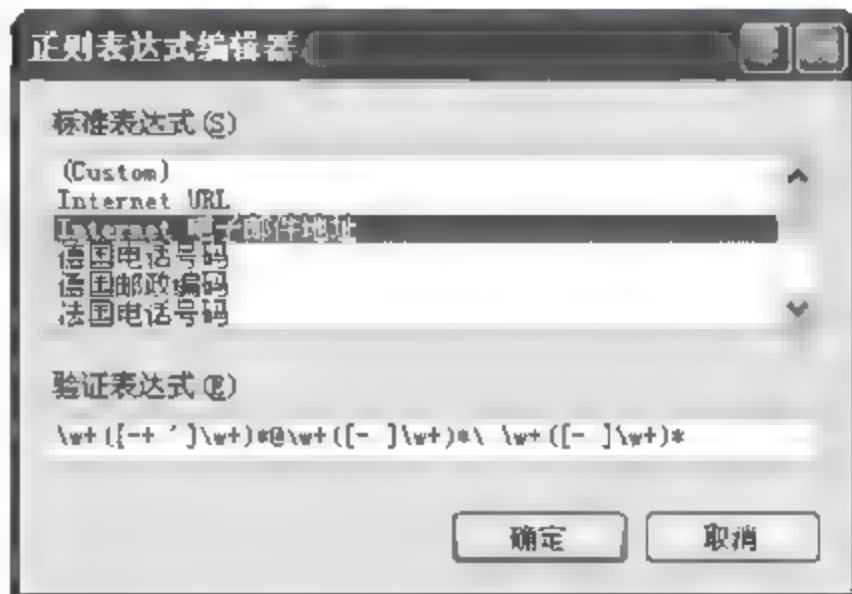 正则表达式编辑器
标准表达式(S)
(Custom)
Internet URL
Internet 电子邮件地址
德国电话号码
德国邮政编码
法国电话号码
验证表达式(E)
\w+([-+ ']\w+)*@\w+([- ]\w+)*\ \w+([- ]\w+)*
确定
取消